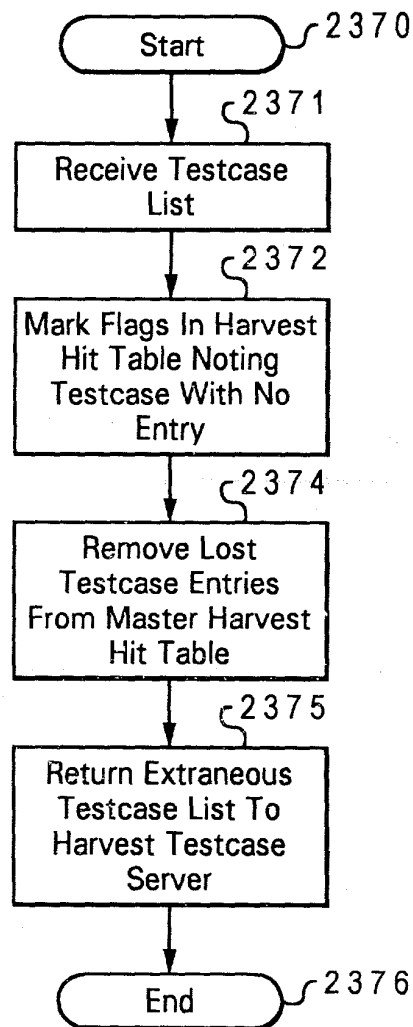 2370
Start
2371
Receive Testcase
List
2372
Mark Flags In Harvest
Hit Table Noting
Testcase With No
Entry
2374
Remove Lost
Testcase Entries
From Master Harvest
Hit Table
2375
Return Extraneous
Testcase List To
Harvest Testcase
Server
End
2376